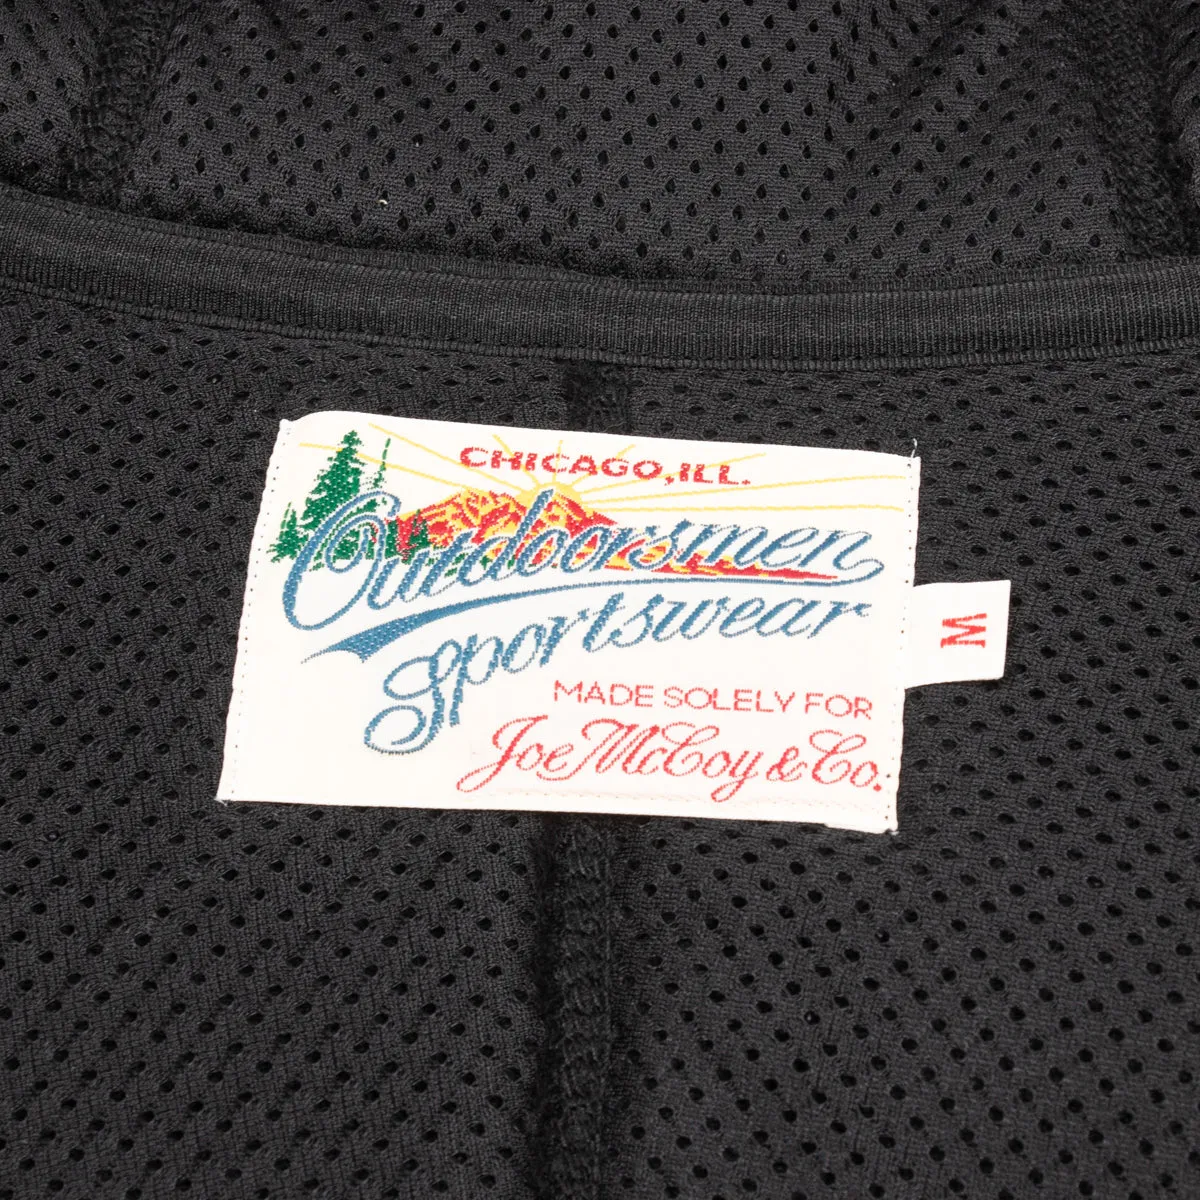 CHICAGO, ILL.
Outdoorsmen
Sportswear
MADE SOLELY FOR
Joe McCoy & Co.
M